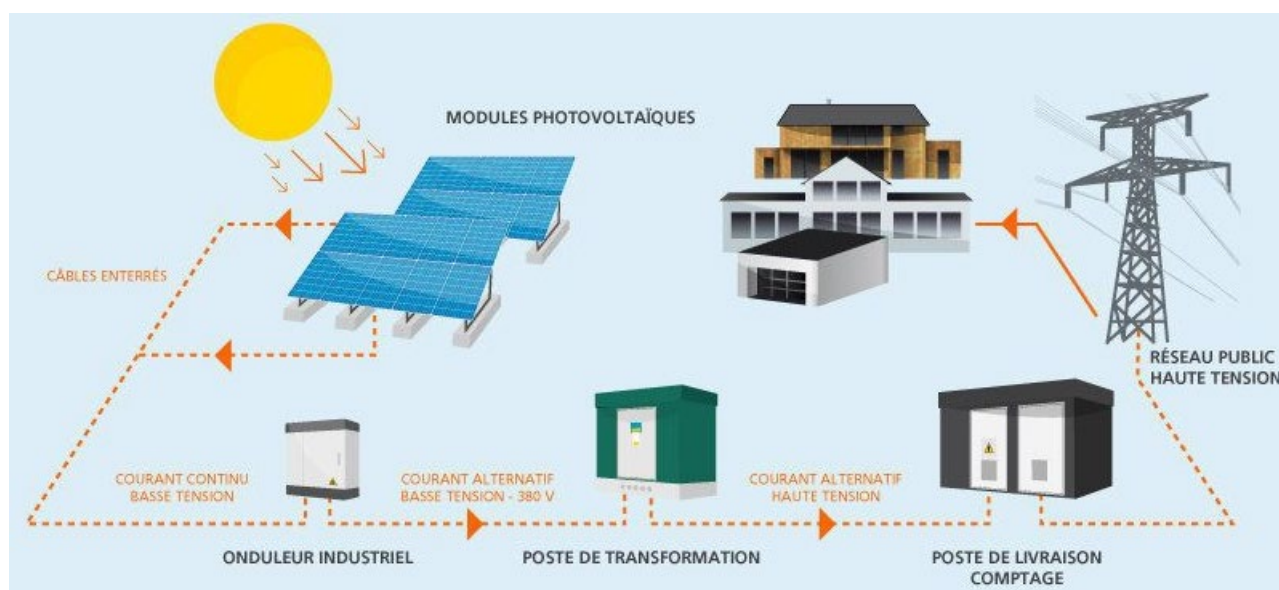 MODULES PHOTOVOLTAÏQUES
CÂBLES ENTERRÉS
RÉSEAU PUBLIC
HAUTE TENSION
COURANT CONTINU
BASSE TENSION
COURANT ALTERNATIF
BASSE TENSION - 380 V
COURANT ALTERNATIF
HAUTE TENSION
ONDULEUR INDUSTRIEL
POSTE DE TRANSFORMATION
POSTE DE LIVRAISON
COMPTAGE